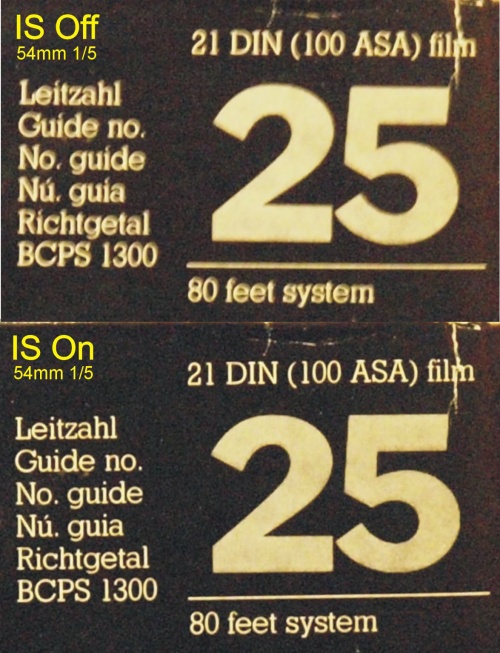 IS Off
54mm 1/5
21 DIN (100 ASA) film
Leitzahl
Guide no.
No. guide
Nú. guia
Richtgetal
BCPS 1300
25
80 feet system
IS On
54mm 1/5
21 DIN (100 ASA) film
Leitzahl
Guide no.
No. guide
Nú. guia
Richtgetal
BCPS 1300
25
80 feet system